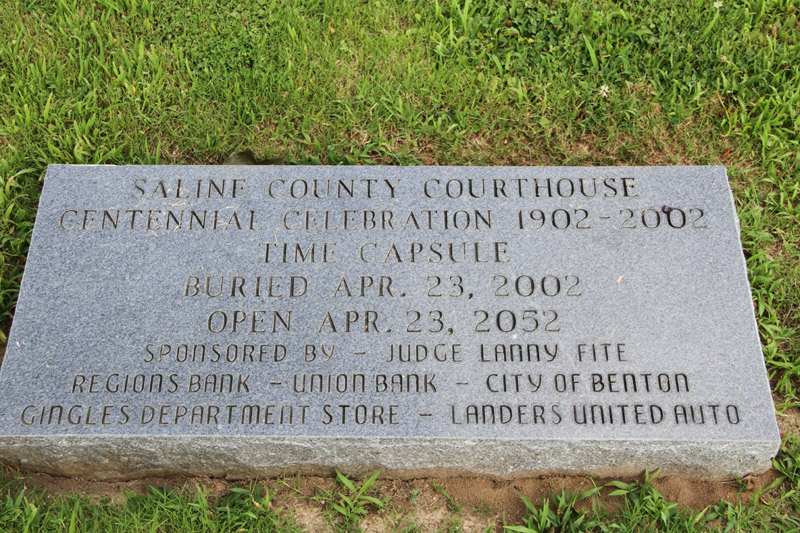 SALINE COUNTY COURTHOUSE
CENTENNIAL CELEBRATION 1902-2002
TIME CAPSULE
BURIED APR. 23, 2002
OPEN APR. 23, 2052
SPONSORED BY - JUDGE LANNY FITE
REGIONS BANK - UNION BANK - CITY OF BENTON
GINGLES DEPARTMENT STORE - LANDERS UNITED AUTO